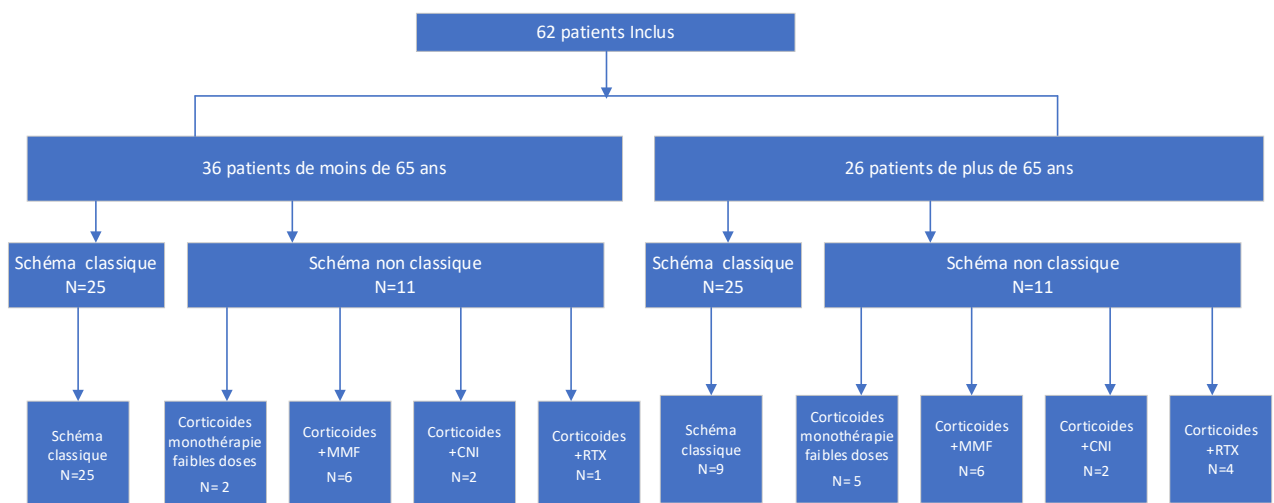 62 patients Inclus
36 patients de moins de 65 ans
26 patients de plus de 65 ans
Schéma classique
N=25
Schéma non classique
N=11
Schéma classique
N=25
Schéma non classique
N=11
Schéma
classique
N=25
Corticoides
monothérapie
faibles doses
N= 2
Corticoides
+MMF
N=6
Corticoides
+CNI
N=2
Corticoides
+RTX
N=1
Schéma
classique
N=9
Corticoides
monothérapie
faibles doses
N= 5
Corticoides
+MMF
N=6
Corticoides
+CNI
N=2
Corticoides
+RTX
N=4